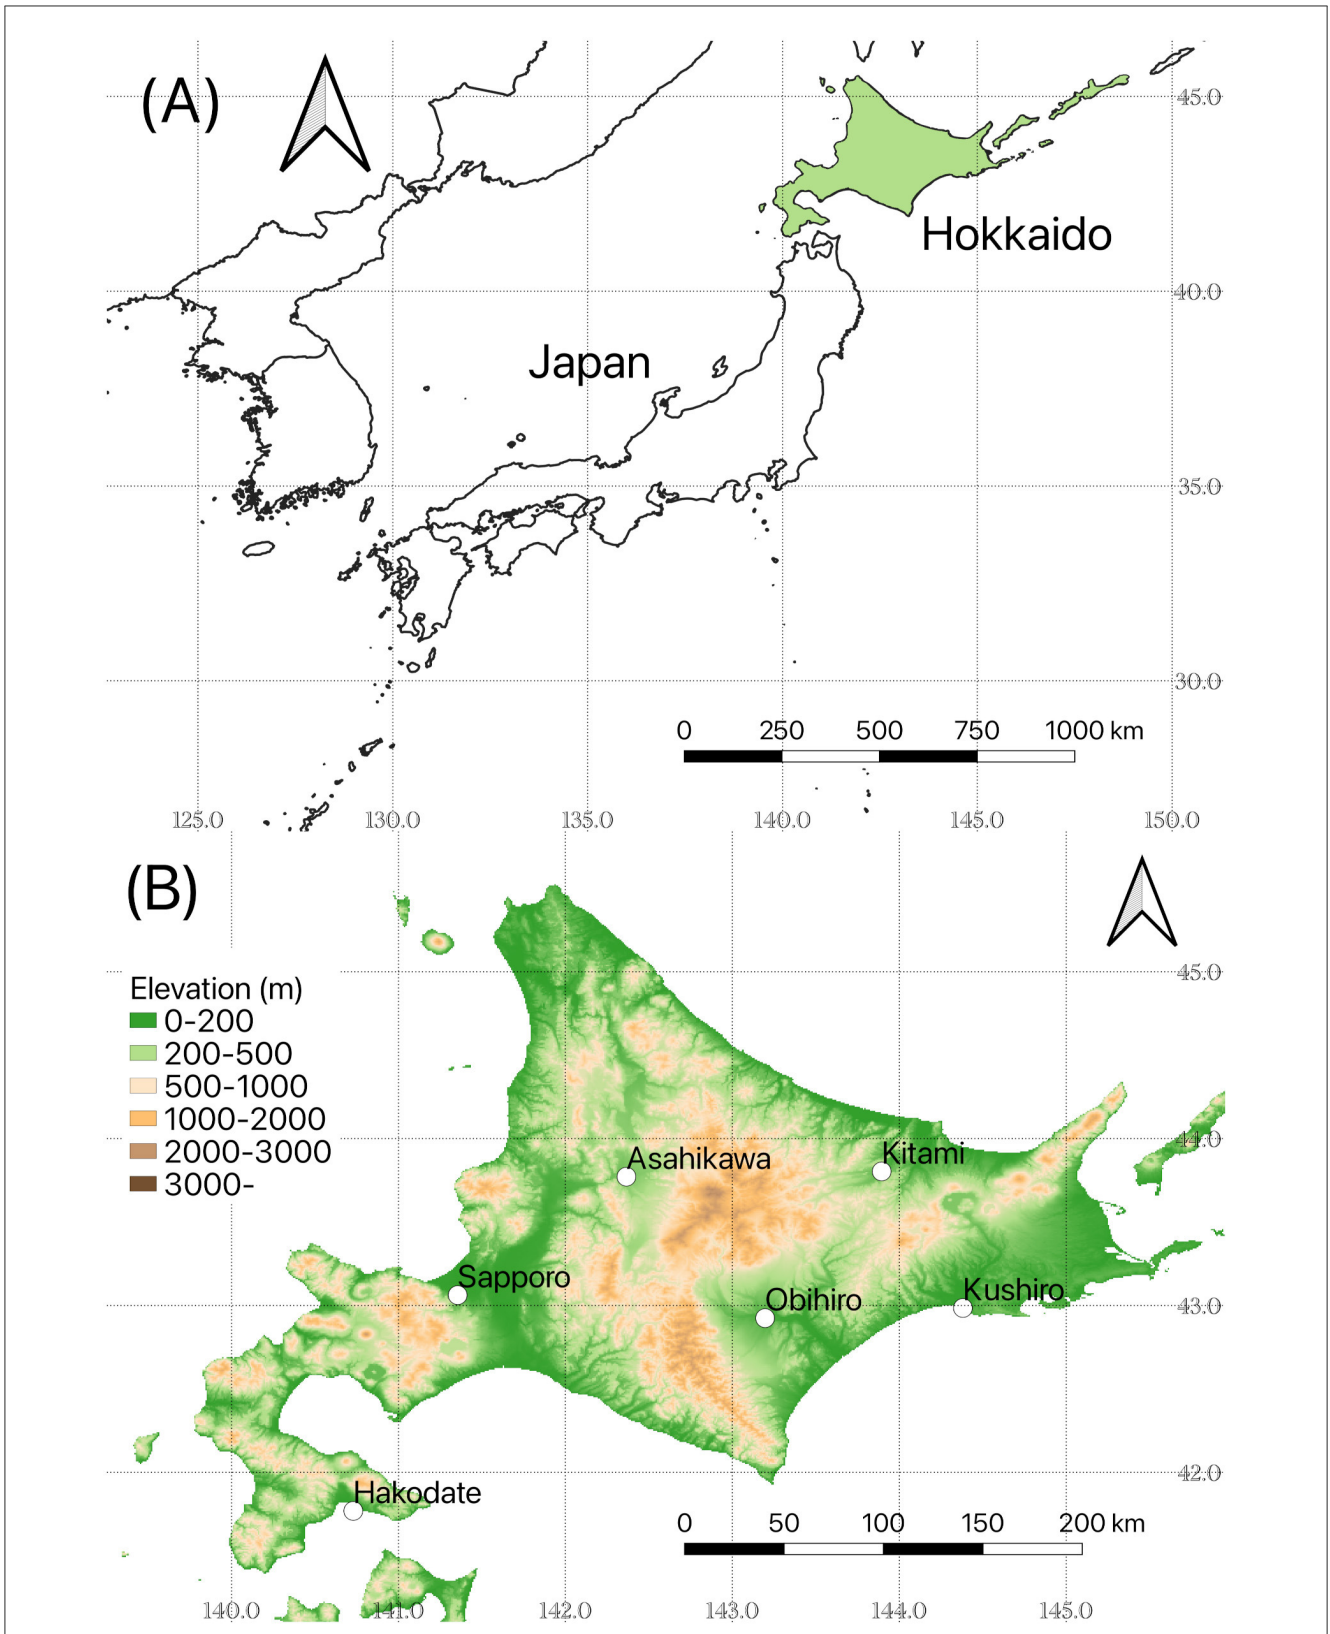 (A)
45.0
Hokkaido
40.0
Japan
35.0
30.0
0 250 500 750 1000 km
125.0 130.0 135.0 140.0 145.0 150.0
(B)
45.0
Elevation (m)
0-200
200-500
500-1000
1000-2000
2000-3000
3000-
44.0
Asahikawa
Kitami
Sapporo
Obihiro
Kushiro
43.0
42.0
Hakodate
0 50 100 150 200 km
140.0 141.0 142.0 143.0 144.0 145.0